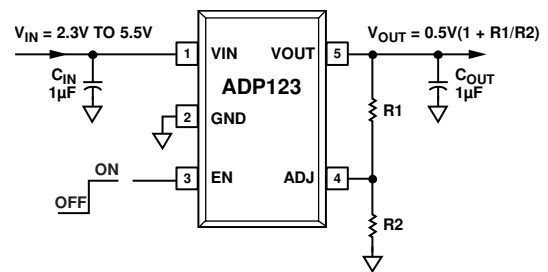 VIN = 2.3V TO 5.5V
VOUT = 0.5V(1 + R1/R2)
1 VIN
VOUT 5
CIN
1µF
ADP123
COUT
1µF
2 GND
R1
ON
OFF
3 EN
ADJ 4
R2